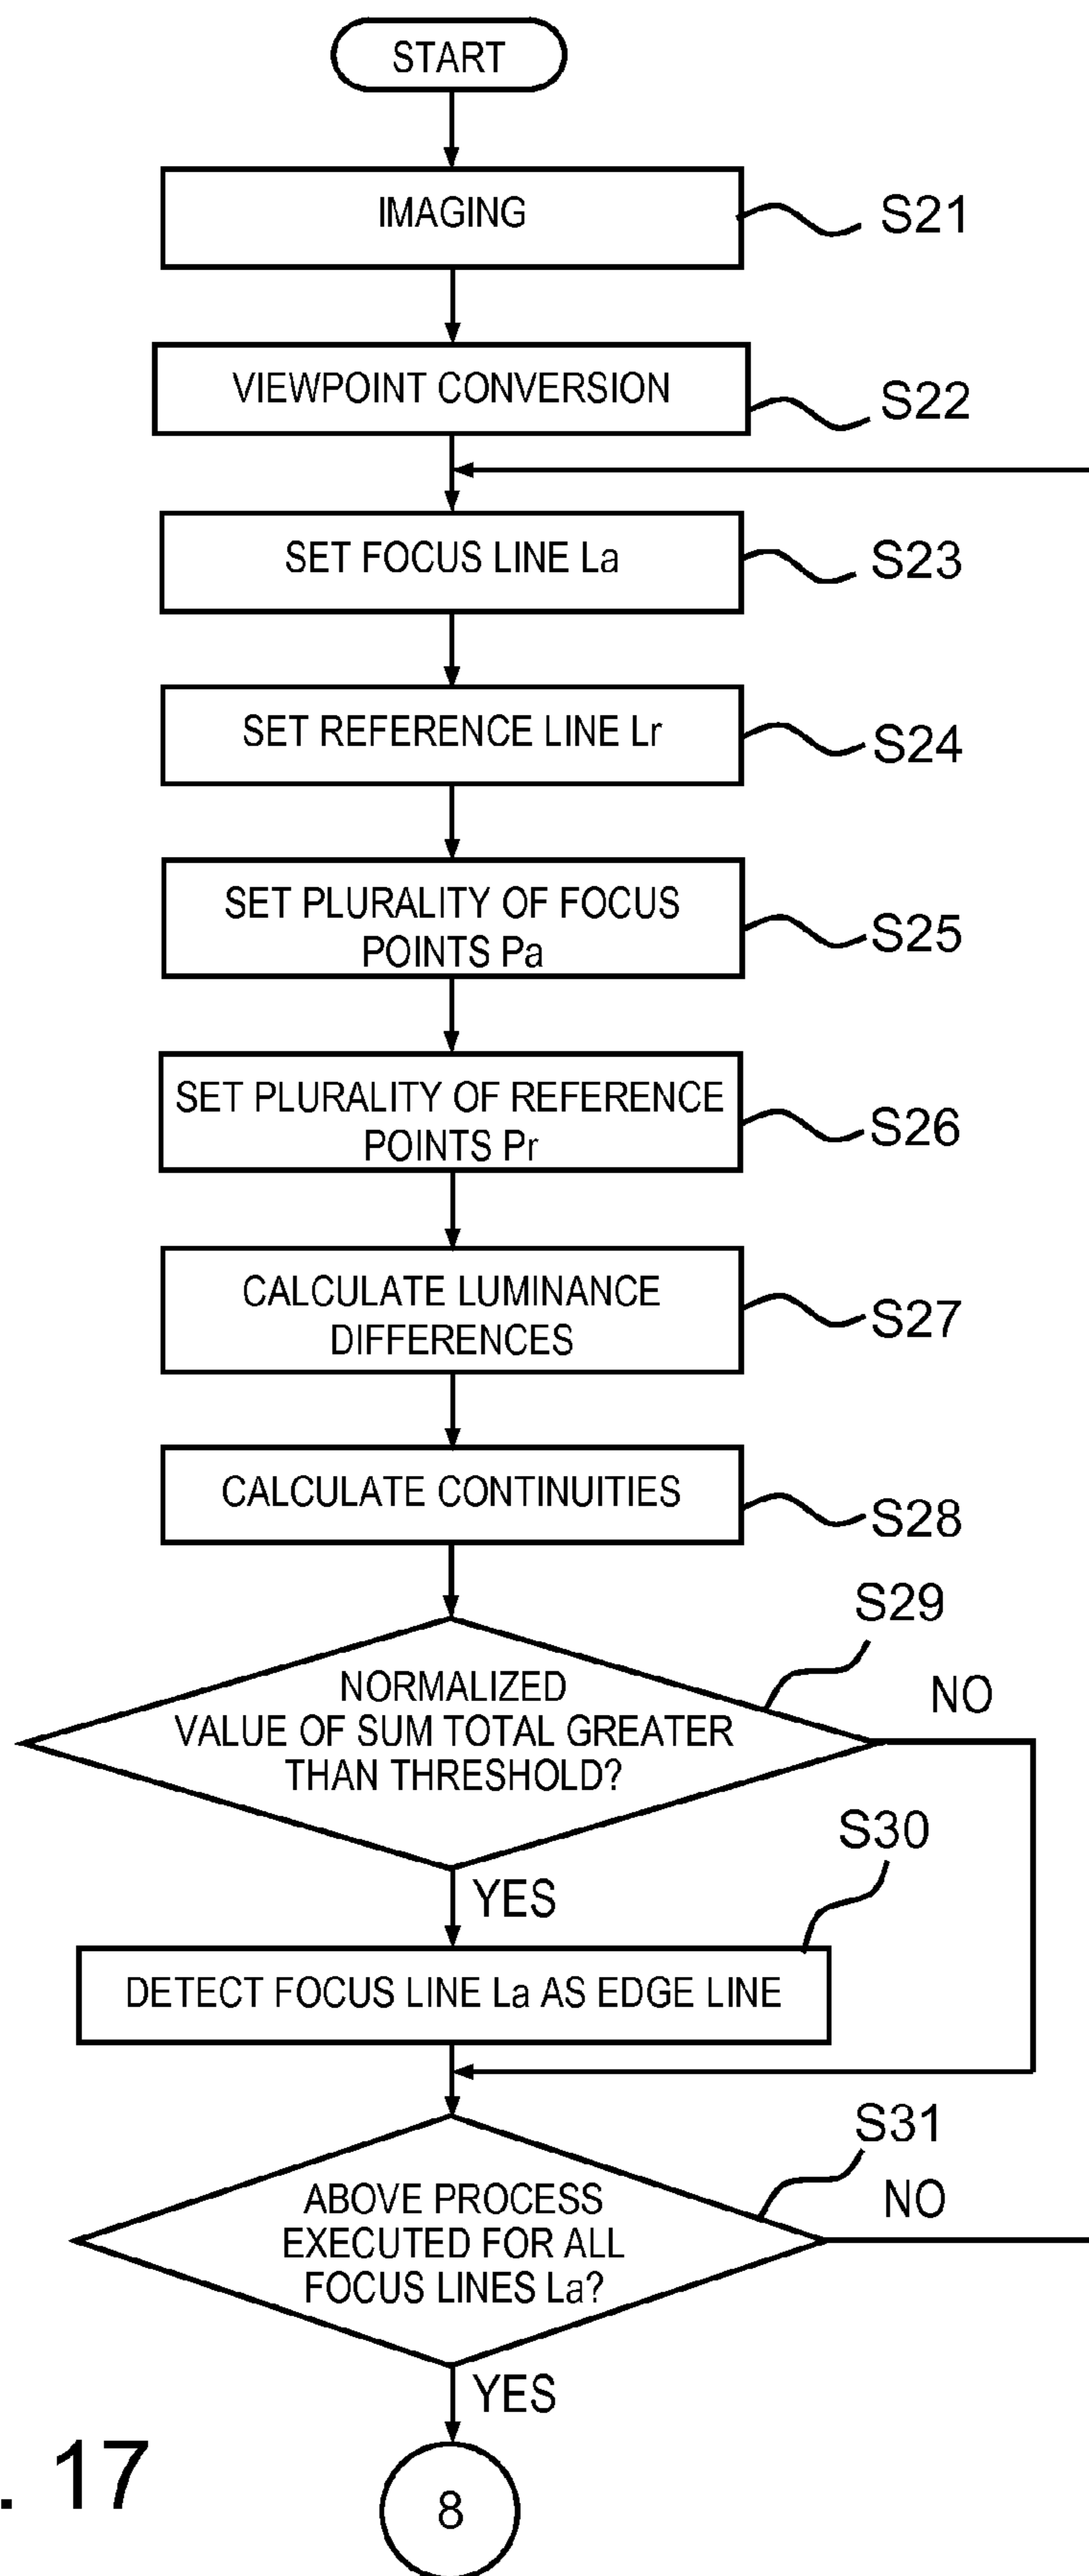 START
IMAGING
S21
VIEWPOINT CONVERSION
S22
SET FOCUS LINE La
S23
SET REFERENCE LINE Lr
S24
SET PLURALITY OF FOCUS
POINTS Pa
S25
SET PLURALITY OF REFERENCE
POINTS Pr
S26
CALCULATE LUMINANCE
DIFFERENCES
S27
CALCULATE CONTINUITIES
S28
S29
NORMALIZED
VALUE OF SUM TOTAL GREATER
THAN THRESHOLD?
NO
YES
S30
DETECT FOCUS LINE La AS EDGE LINE
S31
ABOVE PROCESS
EXECUTED FOR ALL
FOCUS LINES La?
NO
YES
8
. 17